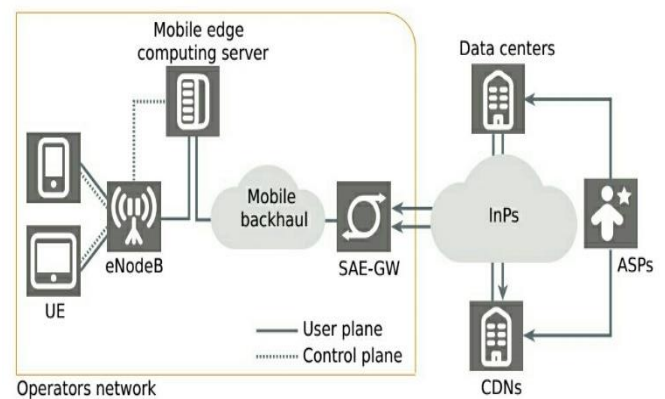 Mobile edge
computing server
Data centers
Mobile
backhaul
InPs
eNodeB
SAE-GW
ASPs
UE
User plane
Control plane
Operators network
CDNs